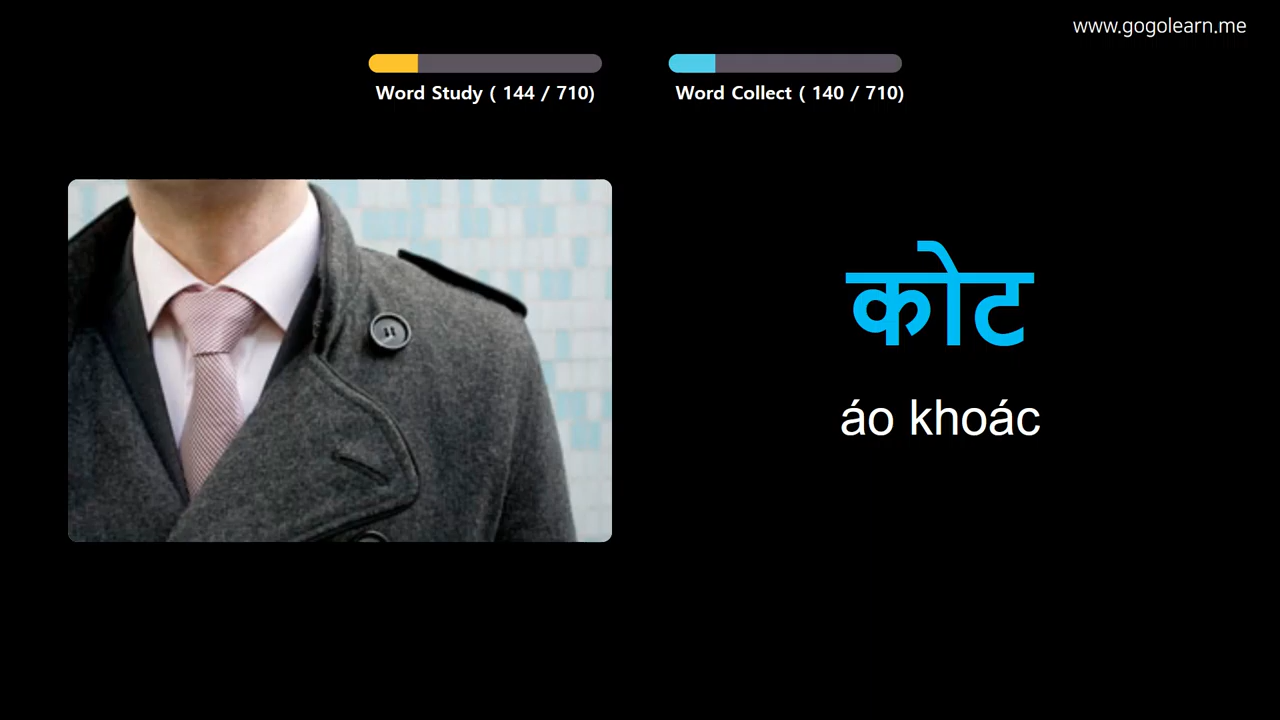 www.gogolearn.me
Word Study ( 144 / 710)
Word Collect ( 140 / 710)
कोट
áo khoác